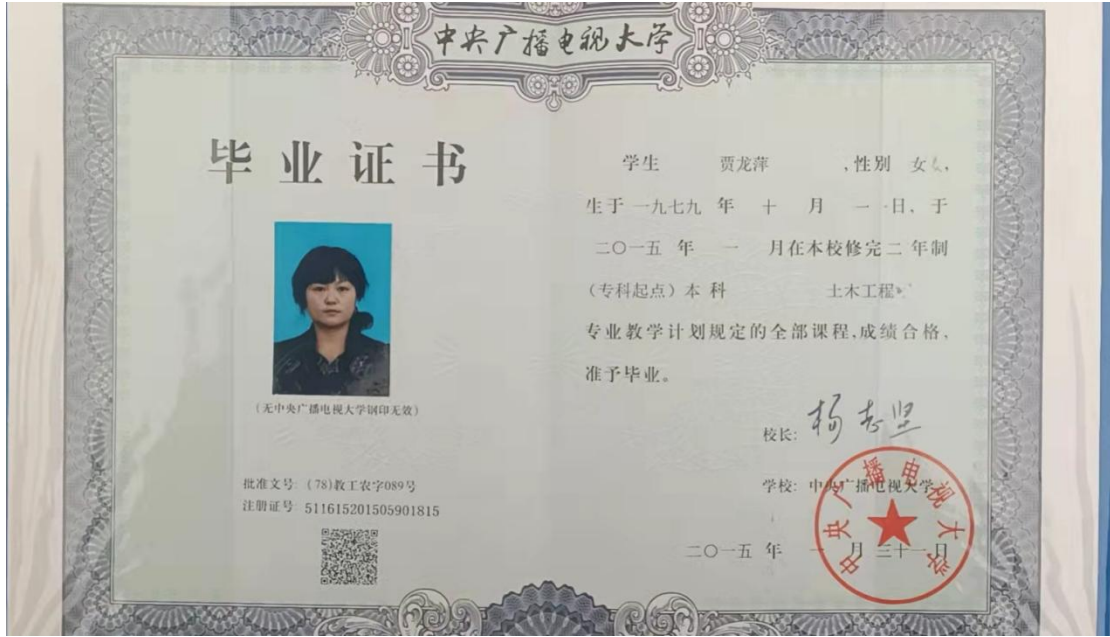 中央广播电视大学
毕业证书
(无中央广播电视大学钢印无效)
批准文号:(78)教工农字089号
注册证号:511615201505901815
学生 贾龙萍 ,性别 女,
生于 一九七九 年 十 月 一 日、于
二〇一五 年 一 月在本校修完二 年制
(专科起点)本科 土木工程
专业教学计划规定的全部课程,成绩合格,
准予毕业。
校长: 杨志坚
学校: 中央广播电视大学
二〇一五 年 一 月 三十一 日
中央广播电视大学